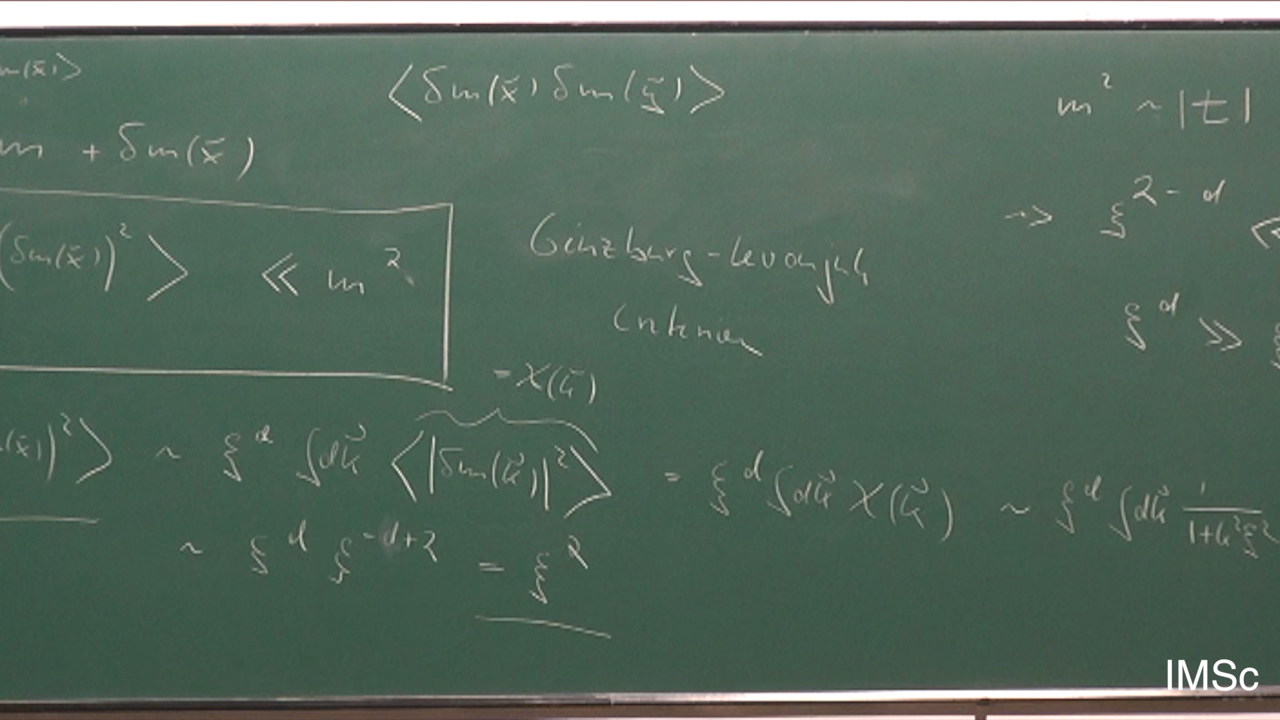 m(x̄)⟩
m + δm(x̄)
(δm(x̄))² ⟩ ≪ m²
⟨δm(x̄) δm(ȳ)⟩
Ginzburg-Levanjuk
Criterion
m² ~ |t|
→ ξ^{2-d} ≪
ξ^d ≫ ξ
= χ(k⃗)
(x̄)|²⟩ ~ ξ^d ∫dk⃗ ⟨|δm(k⃗)|²⟩ = ξ^d ∫dk⃗ χ(k⃗) ~ ξ^d ∫dk⃗ 1/(1+k²ξ²
~ ξ^d ξ^{-d+2} = ξ²
IMSc